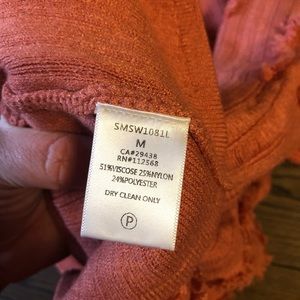 SMSW1081L
M
CA#29438
RN#112568
51%VISCOSE 25%NYLON
24%POLYESTER
DRY CLEAN ONLY
P